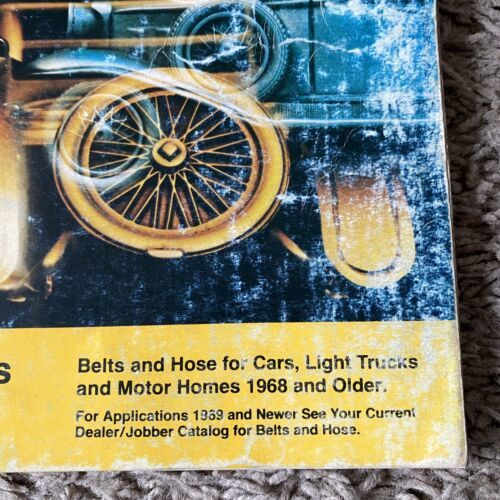 s
Belts and Hose for Cars, Light Trucks
and Motor Homes 1968 and Older.
For Applications 1969 and Newer See Your Current
Dealer/Jobber Catalog for Belts and Hose.